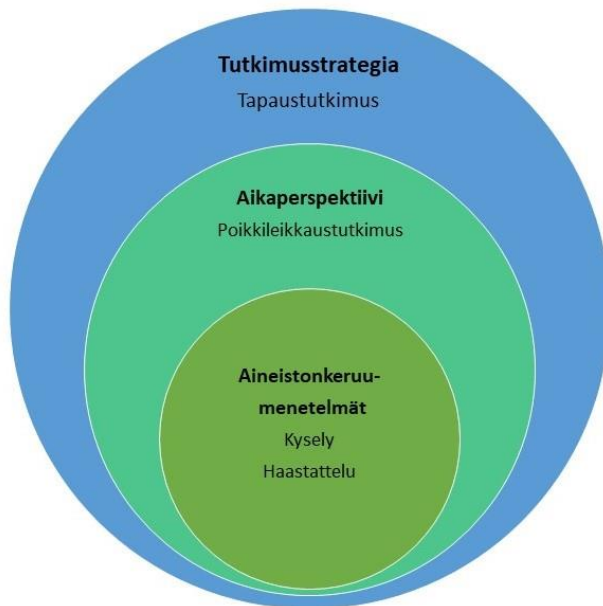 Tutkimusstrategia
Tapaustutkimus
Aikaperspektiivi
Poikkileikkaustutkimus
Aineistonkeruu-
menetelmät
Kysely
Haastattelu